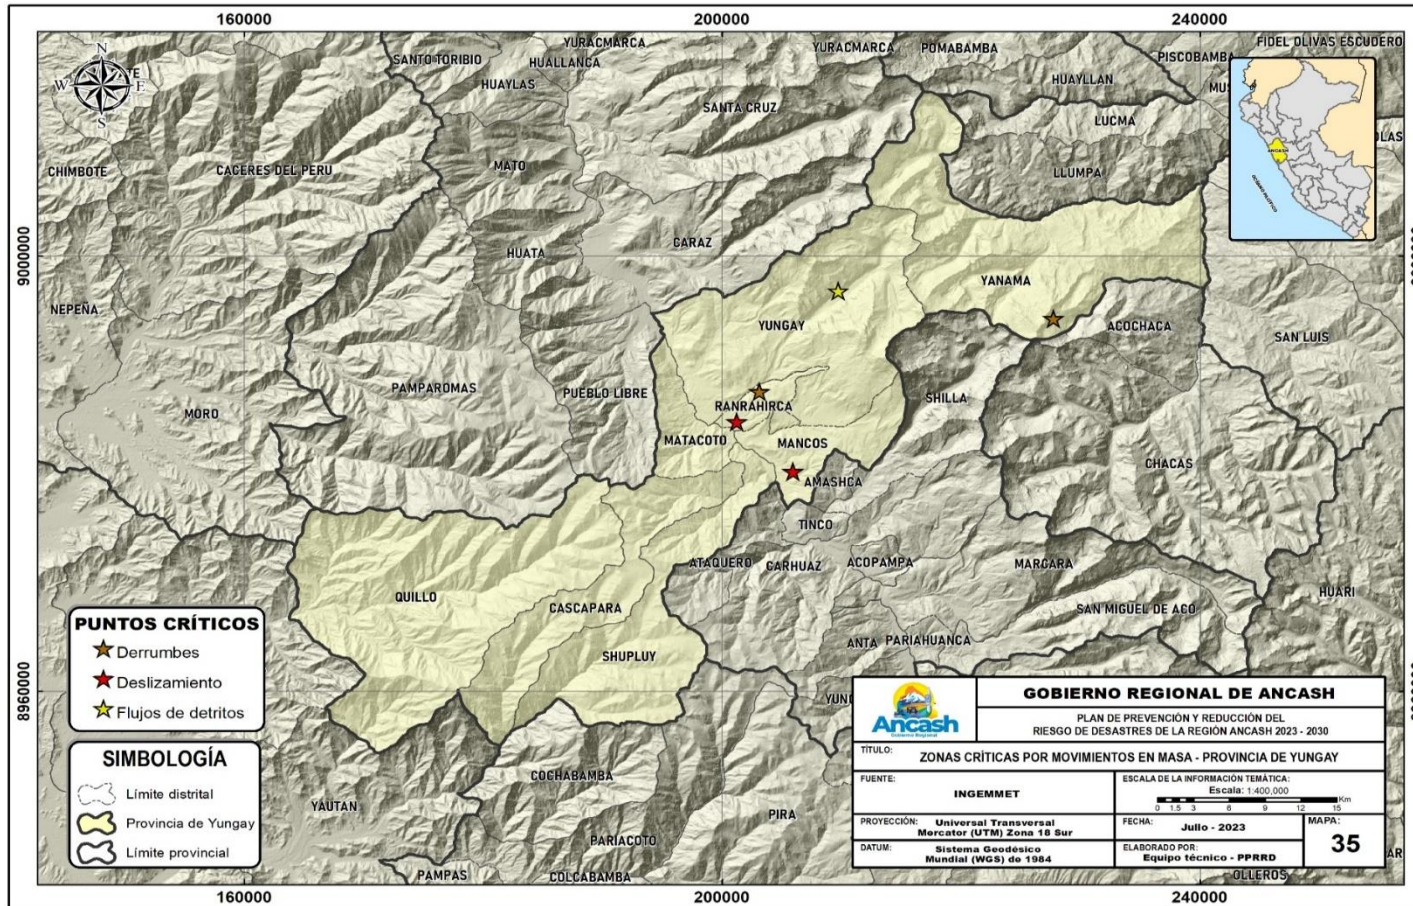 160000
200000
240000
N
W
E
S
SANTO TORIBIO
YURACMARCA
HUALLANCA
HUAYLAS
YURACMARCA
POMABAMBA
PISCOBAMBA
FIDEL OLIVAS ESCUDERO
HUAYLLAN
SANTA CRUZ
LUCMA
CHIMBOTE
CACERES DEL PERU
MATO
LLUMPA
ANCASH
OCÉANO PACÍFICO
HUATA
CARAZ
9000000
YANAMA
NEPEÑA
YUNGAY
ACOCHACA
SAN LUIS
PAMPAROMAS
PUEBLO LIBRE
SHILLA
MORO
RANRAHIRCA
MATACOTO
MANCOS
CHACAS
AMASHCA
TINCO
ATAQUERO
CARHUAZ
ACOPAMPA
MARCARA
HUARI
QUILLO
CASCAPARA
SAN MIGUEL DE ACO
ANTA
PARIAHUANCA
SHUPLUY
8960000
COCHABAMBA
YAUTAN
PIRA
PARIACOTO
PAMPAS
COLCABAMBA
OLLEROS
PUNTOS CRÍTICOS
Derrumbes
Deslizamiento
Flujos de detritos
SIMBOLOGÍA
Límite distrital
Provincia de Yungay
Límite provincial
Ancash
Gobierno Regional
GOBIERNO REGIONAL DE ANCASH
PLAN DE PREVENCIÓN Y REDUCCIÓN DEL
RIESGO DE DESASTRES DE LA REGIÓN ANCASH 2023 - 2030
TÍTULO:
ZONAS CRÍTICAS POR MOVIMIENTOS EN MASA - PROVINCIA DE YUNGAY
FUENTE:
INGEMMET
ESCALA DE LA INFORMACIÓN TEMÁTICA:
Escala: 1:400,000
0 1.5 3 6 9 12 15 Km
PROYECCIÓN: Universal Transversal
Mercator (UTM) Zona 18 Sur
FECHA: Julio - 2023
MAPA:
35
DATUM: Sistema Geodésico
Mundial (WGS) de 1984
ELABORADO POR:
Equipo técnico - PPRRD
160000
200000
240000